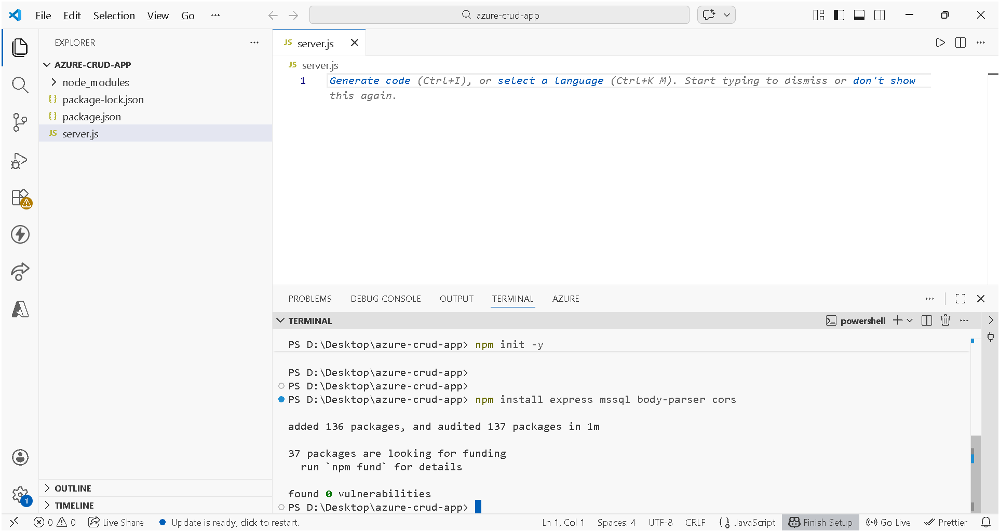 File Edit Selection View Go ...
azure-crud-app
EXPLORER ...
AZURE-CRUD-APP
node_modules
{} package-lock.json
{} package.json
JS server.js
JS server.js
JS server.js
1 Generate code (Ctrl+I), or select a language (Ctrl+K M). Start typing to dismiss or don't show
this again.
PROBLEMS DEBUG CONSOLE OUTPUT TERMINAL AZURE
TERMINAL
powershell
PS D:\Desktop\azure-crud-app> npm init -y
PS D:\Desktop\azure-crud-app>
PS D:\Desktop\azure-crud-app>
PS D:\Desktop\azure-crud-app> npm install express mssql body-parser cors
added 136 packages, and audited 137 packages in 1m
37 packages are looking for funding
run `npm fund` for details
found 0 vulnerabilities
PS D:\Desktop\azure-crud-app>
OUTLINE
TIMELINE
1
0 0 Live Share Update is ready, click to restart. Ln 1, Col 1 Spaces: 4 UTF-8 CRLF JavaScript Finish Setup Go Live Prettier